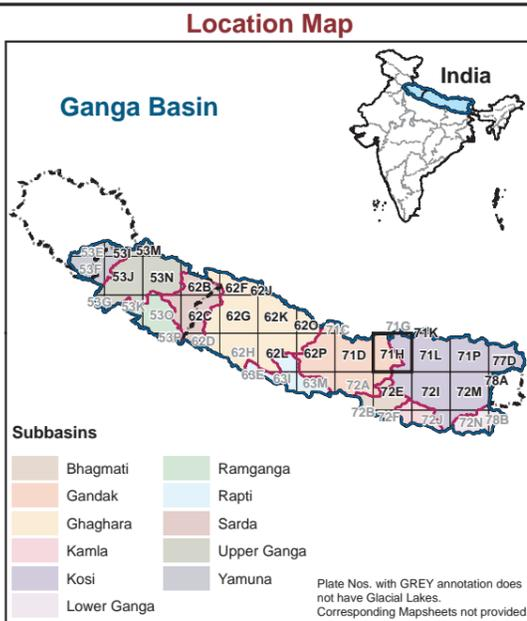 Location Map
India
Ganga Basin
53E 53I 53M
53F 53J 53N 62B 62F 62J
53G 53K 53O 62C 62G 62K 62O 71C 71G 71K
53P 62D 62H 62L 62P 71D 71H 71L 71P 77D
63E 63I 63M 72A 72E 72I 72M 78A
72B 72F 72J 72N 78B
Subbasins
Bhagmati
Gandak
Ghaghara
Kamla
Kosi
Lower Ganga
Ramganga
Rapti
Sarda
Upper Ganga
Yamuna
Plate Nos. with GREY annotation does
not have Glacial Lakes.
Corresponding Mapsheets not provided